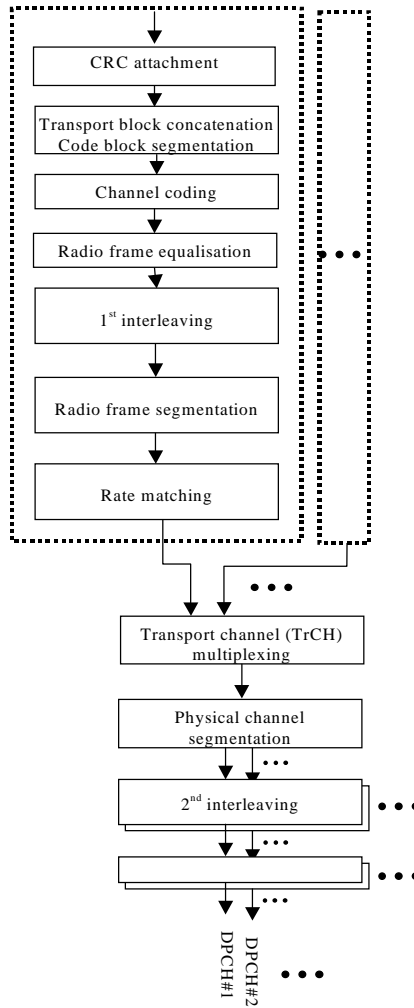 CRC attachment
Transport block concatenation
Code block segmentation
Channel coding
Radio frame equalisation
1st interleaving
Radio frame segmentation
Rate matching
Transport channel (TrCH)
multiplexing
Physical channel
segmentation
2nd interleaving
DPCH#1
DPCH#2